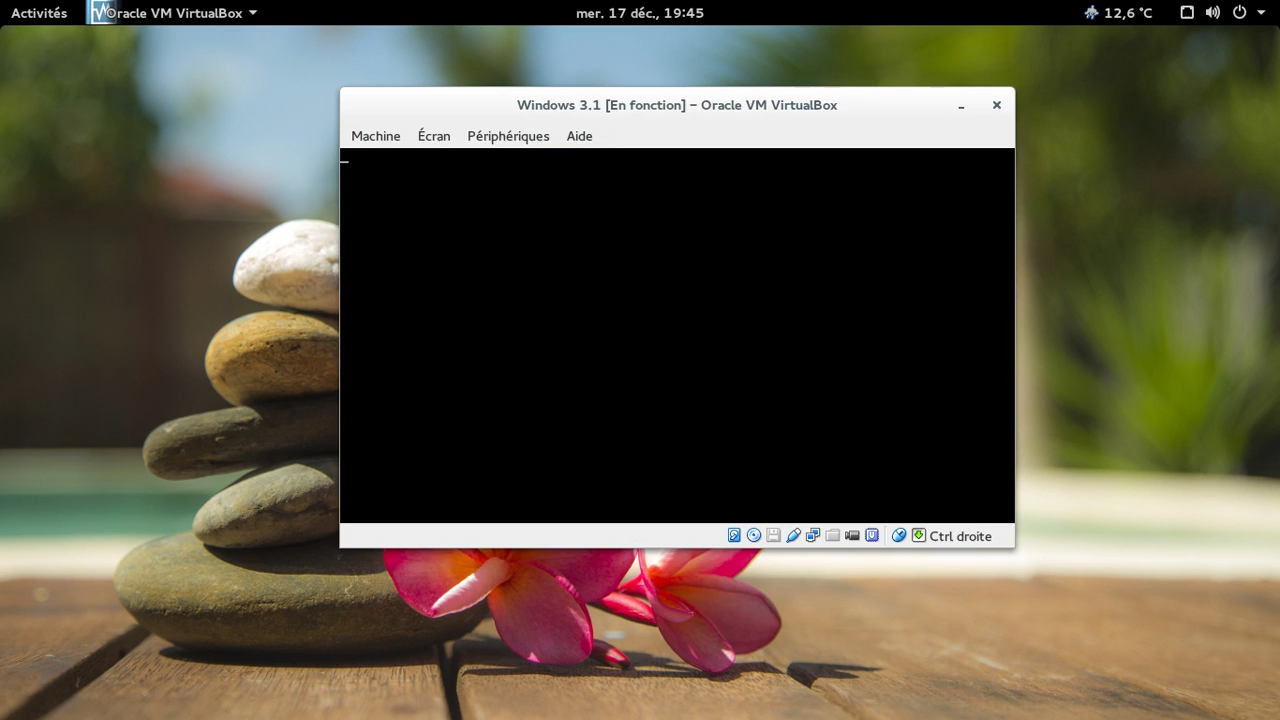 Activités
Oracle VM VirtualBox
mer. 17 déc., 19:45
12,6 °C
Windows 3.1 [En fonction] – Oracle VM VirtualBox
Machine Écran Périphériques Aide
Ctrl droite